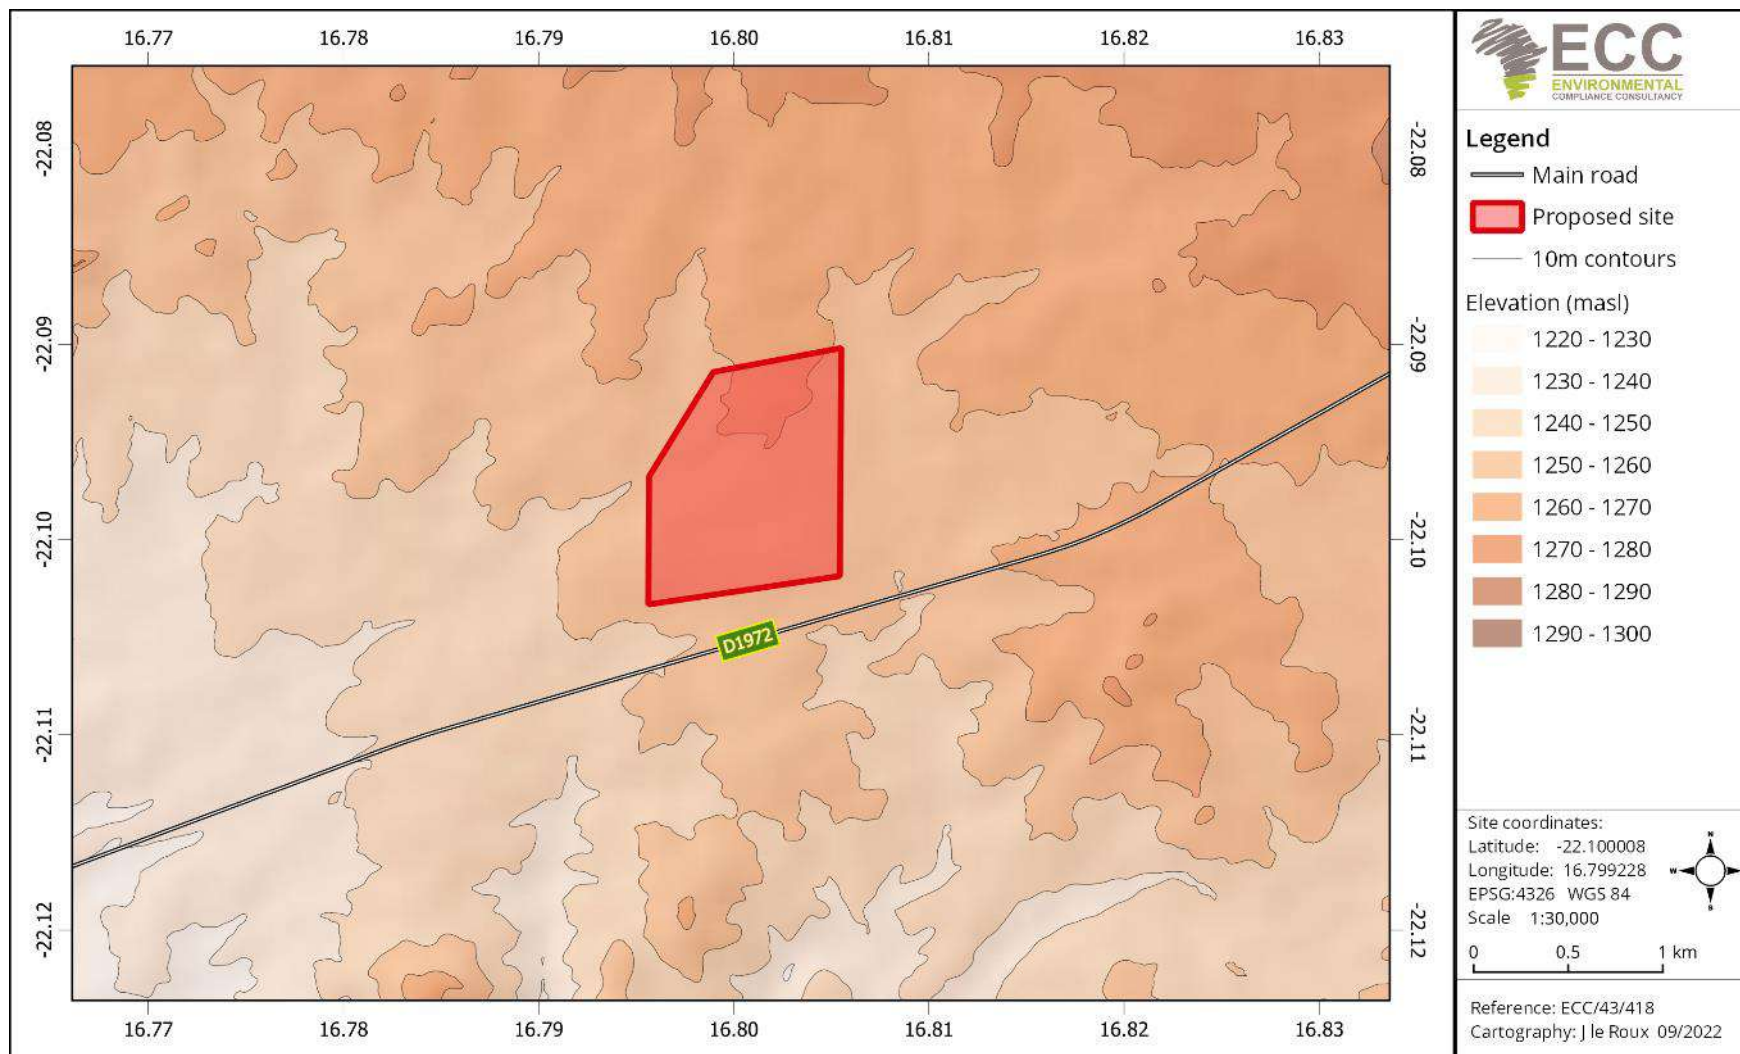 16.77 16.78 16.79 16.80 16.81 16.82 16.83
-22.08
-22.09
-22.10
-22.11
-22.12
D1972
-22.08
-22.09
-22.10
-22.11
-22.12
16.77 16.78 16.79 16.80 16.81 16.82 16.83
ECC
ENVIRONMENTAL
COMPLIANCE CONSULTANCY
Legend
Main road
Proposed site
10m contours
Elevation (masl)
1220 - 1230
1230 - 1240
1240 - 1250
1250 - 1260
1260 - 1270
1270 - 1280
1280 - 1290
1290 - 1300
Site coordinates:
Latitude: -22.100008
Longitude: 16.799228
EPSG:4326 WGS 84
Scale 1:30,000
N
W
E
S
0 0.5 1 km
Reference: ECC/43/418
Cartography: J le Roux 09/2022